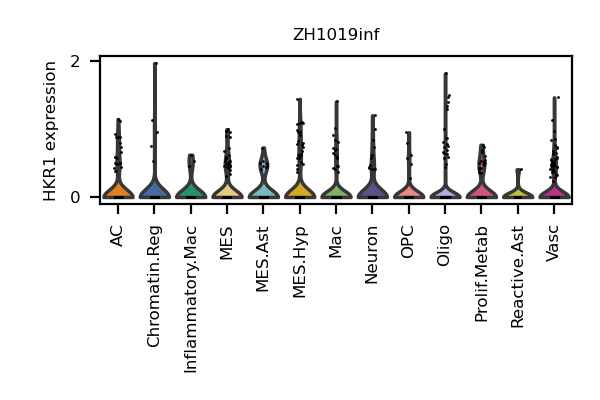 ZH1019inf
HKR1 expression
2
0
AC
Chromatin.Reg
Inflammatory.Mac
MES
MES.Ast
MES.Hyp
Mac
Neuron
OPC
Oligo
Prolif.Metab
Reactive.Ast
Vasc